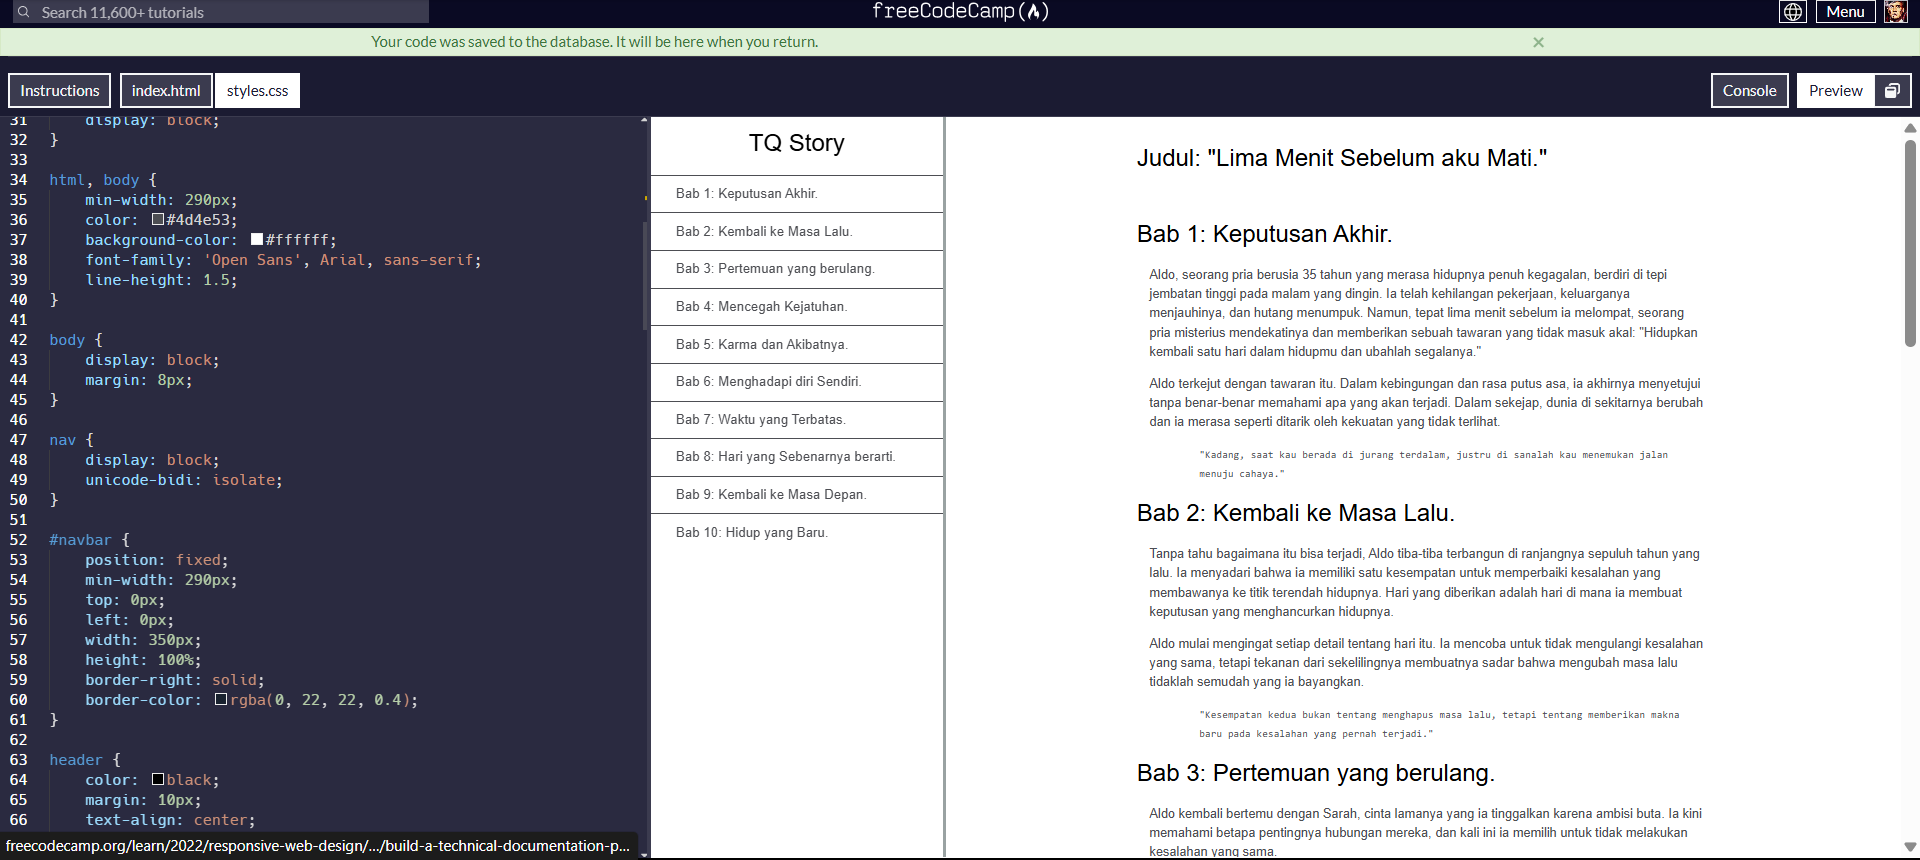 Search 11,600+ tutorials
freeCodeCamp
Menu
Your code was saved to the database. It will be here when you return.
×
Instructions
index.html
styles.css
Console
Preview
31 display: block;
32 }
33
34 html, body {
35 min-width: 290px;
36 color: #4d4e53;
37 background-color: #ffffff;
38 font-family: 'Open Sans', Arial, sans-serif;
39 line-height: 1.5;
40 }
41
42 body {
43 display: block;
44 margin: 8px;
45 }
46
47 nav {
48 display: block;
49 unicode-bidi: isolate;
50 }
51
52 #navbar {
53 position: fixed;
54 min-width: 290px;
55 top: 0px;
56 left: 0px;
57 width: 350px;
58 height: 100%;
59 border-right: solid;
60 border-color: rgba(0, 22, 22, 0.4);
61 }
62
63 header {
64 color: black;
65 margin: 10px;
66 text-align: center;
freecodecamp.org/learn/2022/responsive-web-design/.../build-a-technical-documentation-p...
TQ Story
Bab 1: Keputusan Akhir.
Bab 2: Kembali ke Masa Lalu.
Bab 3: Pertemuan yang berulang.
Bab 4: Mencegah Kejatuhan.
Bab 5: Karma dan Akibatnya.
Bab 6: Menghadapi diri Sendiri.
Bab 7: Waktu yang Terbatas.
Bab 8: Hari yang Sebenarnya berarti.
Bab 9: Kembali ke Masa Depan.
Bab 10: Hidup yang Baru.
Judul: "Lima Menit Sebelum aku Mati."
Bab 1: Keputusan Akhir.
Aldo, seorang pria berusia 35 tahun yang merasa hidupnya penuh kegagalan, berdiri di tepi
jembatan tinggi pada malam yang dingin. Ia telah kehilangan pekerjaan, keluarganya
menjauhinya, dan hutang menumpuk. Namun, tepat lima menit sebelum ia melompat, seorang
pria misterius mendekatinya dan memberikan sebuah tawaran yang tidak masuk akal: "Hidupkan
kembali satu hari dalam hidupmu dan ubahlah segalanya."
Aldo terkejut dengan tawaran itu. Dalam kebingungan dan rasa putus asa, ia akhirnya menyetujui
tanpa benar-benar memahami apa yang akan terjadi. Dalam sekejap, dunia di sekitarnya berubah
dan ia merasa seperti ditarik oleh kekuatan yang tidak terlihat.
"Kadang, saat kau berada di jurang terdalam, justru di sanalah kau menemukan jalan
menuju cahaya."
Bab 2: Kembali ke Masa Lalu.
Tanpa tahu bagaimana itu bisa terjadi, Aldo tiba-tiba terbangun di ranjangnya sepuluh tahun yang
lalu. Ia menyadari bahwa ia memiliki satu kesempatan untuk memperbaiki kesalahan yang
membawanya ke titik terendah hidupnya. Hari yang diberikan adalah hari di mana ia membuat
keputusan yang menghancurkan hidupnya.
Aldo mulai mengingat setiap detail tentang hari itu. Ia mencoba untuk tidak mengulangi kesalahan
yang sama, tetapi tekanan dari sekelilingnya membuatnya sadar bahwa mengubah masa lalu
tidaklah semudah yang ia bayangkan.
"Kesempatan kedua bukan tentang menghapus masa lalu, tetapi tentang memberikan makna
baru pada kesalahan yang pernah terjadi."
Bab 3: Pertemuan yang berulang.
Aldo kembali bertemu dengan Sarah, cinta lamanya yang ia tinggalkan karena ambisi buta. Ia kini
memahami betapa pentingnya hubungan mereka, dan kali ini ia memilih untuk tidak melakukan
kesalahan yang sama.